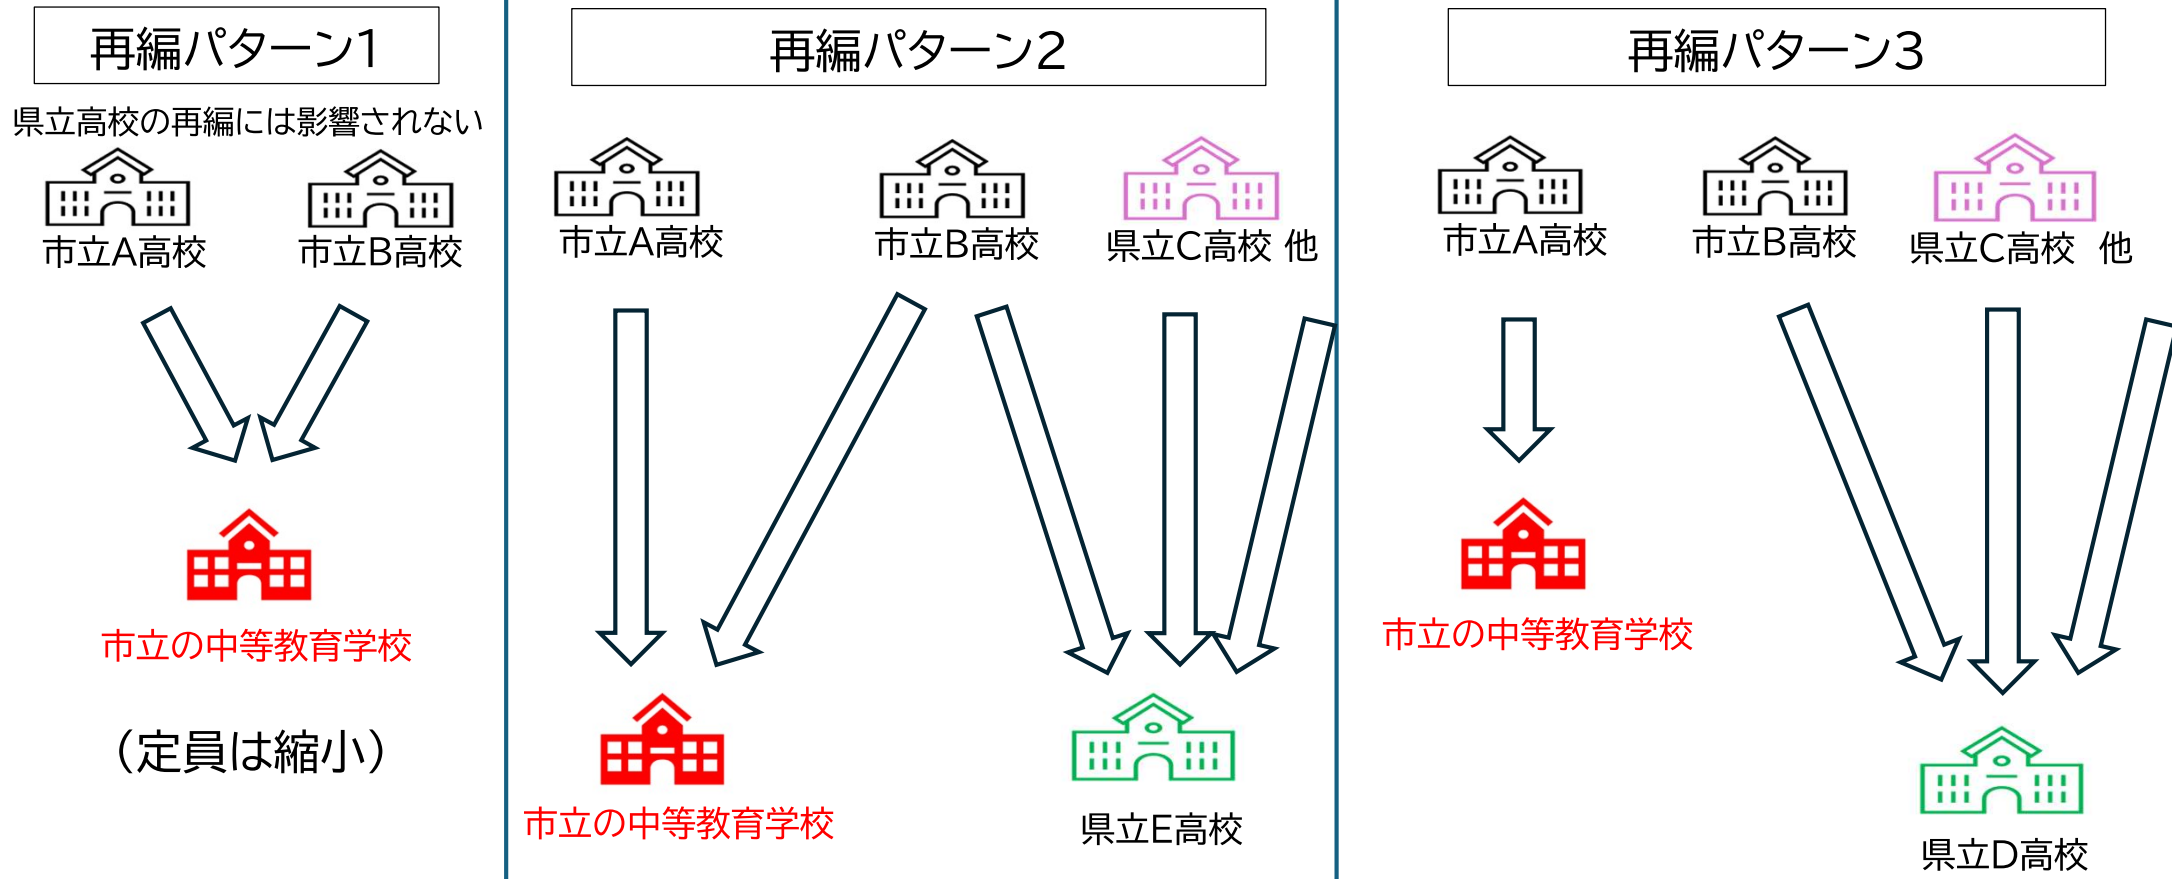 再編パターン1
県立高校の再編には影響されない
市立A高校
市立B高校
市立の中等教育学校
（定員は縮小）
再編パターン2
市立A高校
市立B高校
県立C高校 他
市立の中等教育学校
県立E高校
再編パターン3
市立A高校
市立B高校
県立C高校　他
市立の中等教育学校
県立D高校